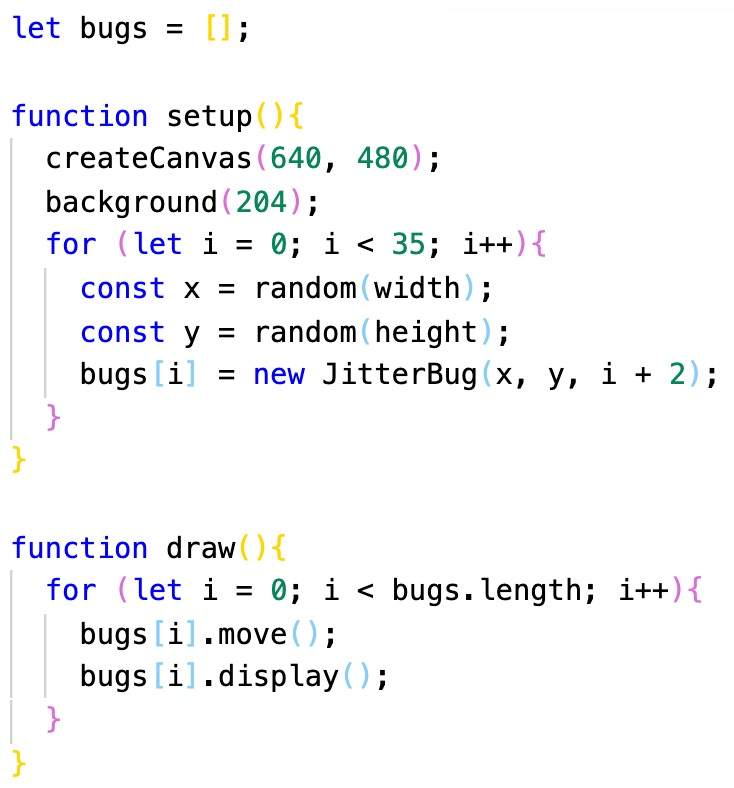 let bugs = [];

function setup(){
  createCanvas(640, 480);
  background(204);
  for (let i = 0; i < 35; i++){
    const x = random(width);
    const y = random(height);
    bugs[i] = new JitterBug(x, y, i + 2);
  }
}

function draw(){
  for (let i = 0; i < bugs.length; i++){
    bugs[i].move();
    bugs[i].display();
  }
}